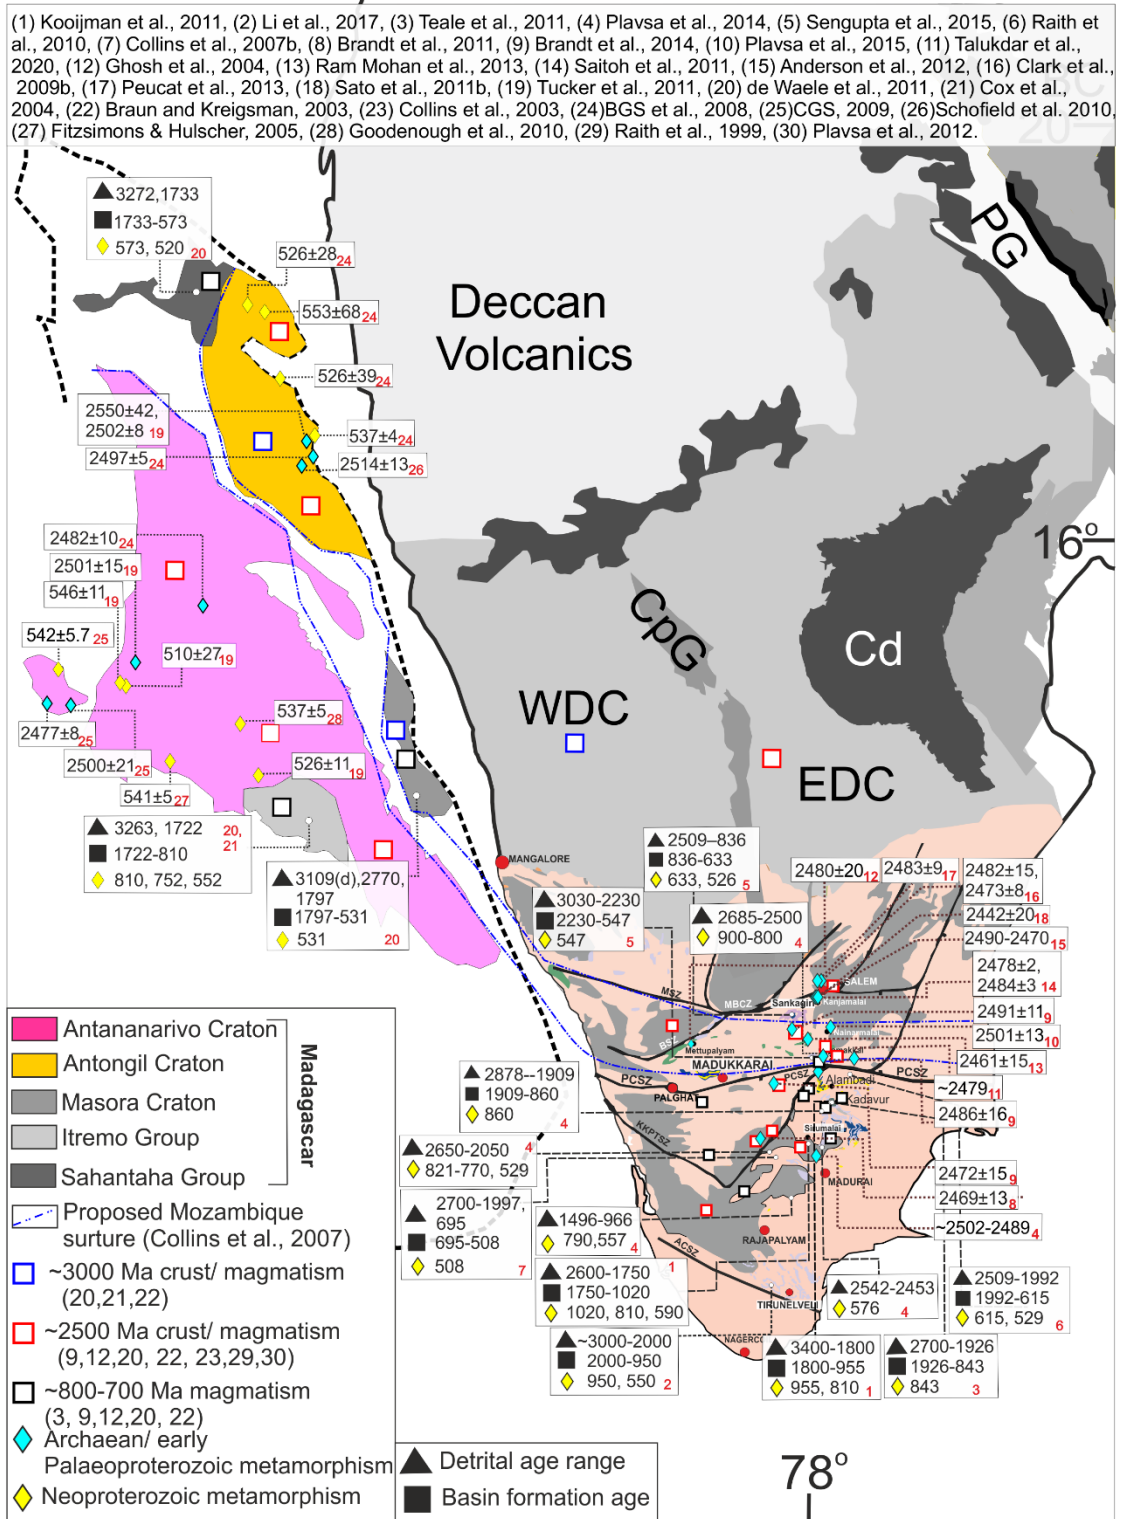 (1) Kooijman et al., 2011, (2) Li et al., 2017, (3) Teale et al., 2011, (4) Plavsa et al., 2014, (5) Sengupta et al., 2015, (6) Raith et
al., 2010, (7) Collins et al., 2007b, (8) Brandt et al., 2011, (9) Brandt et al., 2014, (10) Plavsa et al., 2015, (11) Talukdar et al.,
2020, (12) Ghosh et al., 2004, (13) Ram Mohan et al., 2013, (14) Saitoh et al., 2011, (15) Anderson et al., 2012, (16) Clark et al.,
2009b, (17) Peucat et al., 2013, (18) Sato et al., 2011b, (19) Tucker et al., 2011, (20) de Waele et al., 2011, (21) Cox et al.,
2004, (22) Braun and Kreigsman, 2003, (23) Collins et al., 2003, (24)BGS et al., 2008, (25)CGS, 2009, (26)Schofield et al. 2010,
(27) Fitzsimons & Hulscher, 2005, (28) Goodenough et al., 2010, (29) Raith et al., 1999, (30) Plavsa et al., 2012.
3272,1733
1733-573
573, 520 20
526±28 24
553±68 24
526±39 24
2550±42,
2502±8 19
537±4 24
2497±5 24
2514±13 26
Deccan
Volcanics
PG
16°
CpG
Cd
WDC
EDC
2482±10 24
2501±15 19
546±11 19
542±5.7 25
510±27 19
537±5 28
2477±8 25
2500±21 25
526±11 19
541±5 27
3263, 1722 20,
21
1722-810
810, 752, 552
3109(d),2770,
1797
1797-531
531 20
MANGALORE
2509–836
836-633
633, 526 5
3030-2230
2230-547
547 5
2685-2500
900-800 4
2480±20 12
2483±9 17
2482±15,
2473±8 16
2442±20 18
2490-2470 15
2478±2,
2484±3 14
2491±11 9
2501±13 10
2461±15 13
~2479 11
2486±16 9
2472±15 9
2469±13 8
~2502-2489 4
MSZ
MBCZ
SALEM
Kanjamalai
Sankagiri
BSZ
Mettupalyam
MADUKKARAI
PCSZ
PCSZ
PCSZ
PALGHAT
Alambadi
Kadavur
KKPTSZ
Sirumalai
MADURAI
RAJAPALYAM
ACSZ
TIRUNELVELI
2878--1909
1909-860
860 4
2650-2050 4
821-770, 529
2700-1997,
695
695-508
508 7
1496-966
790,557 4
2600-1750 1
1750-1020
1020, 810, 590
~3000-2000
2000-950
950, 550 2
2542-2453
576 4
2509-1992
1992-615
615, 529 6
3400-1800
1800-955
955, 810 1
2700-1926
1926-843
843 3
78°
Antananarivo Craton
Antongil Craton
Masora Craton
Itremo Group
Sahantaha Group
Madagascar
Proposed Mozambique
surture (Collins et al., 2007)
~3000 Ma crust/ magmatism
(20,21,22)
~2500 Ma crust/ magmatism
(9,12,20, 22, 23,29,30)
~800-700 Ma magmatism
(3, 9,12,20, 22)
Archaean/ early
Palaeoproterozoic metamorphism
Neoproterozoic metamorphism
Detrital age range
Basin formation age